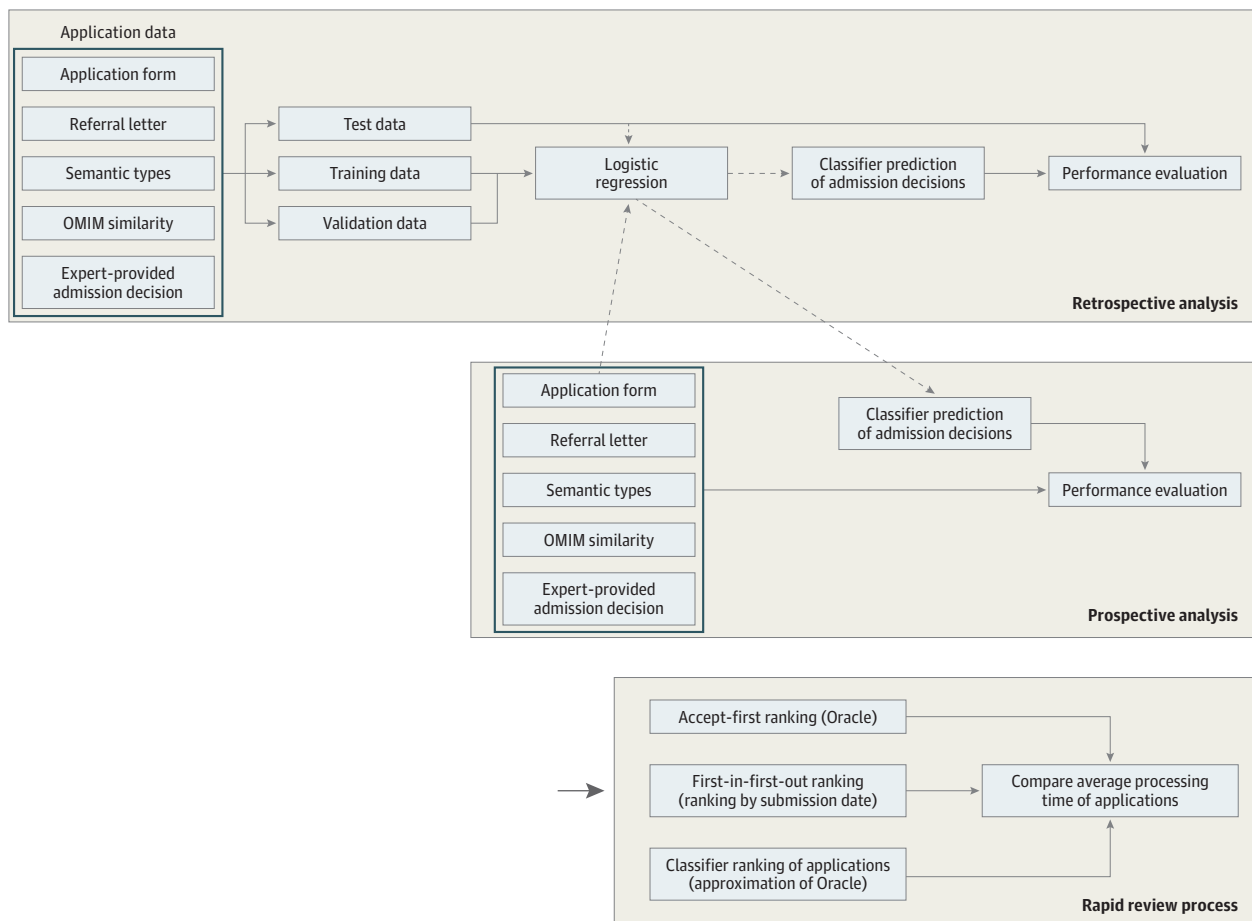 Application data
Application form
Referral letter
Semantic types
OMIM similarity
Expert-provided
admission decision
Test data
Training data
Validation data
Logistic
regression
Classifier prediction
of admission decisions
Performance evaluation
Retrospective analysis
Application form
Referral letter
Semantic types
OMIM similarity
Expert-provided
admission decision
Classifier prediction
of admission decisions
Performance evaluation
Prospective analysis
Accept-first ranking (Oracle)
First-in-first-out ranking
(ranking by submission date)
Classifier ranking of applications
(approximation of Oracle)
Compare average processing
time of applications
Rapid review process